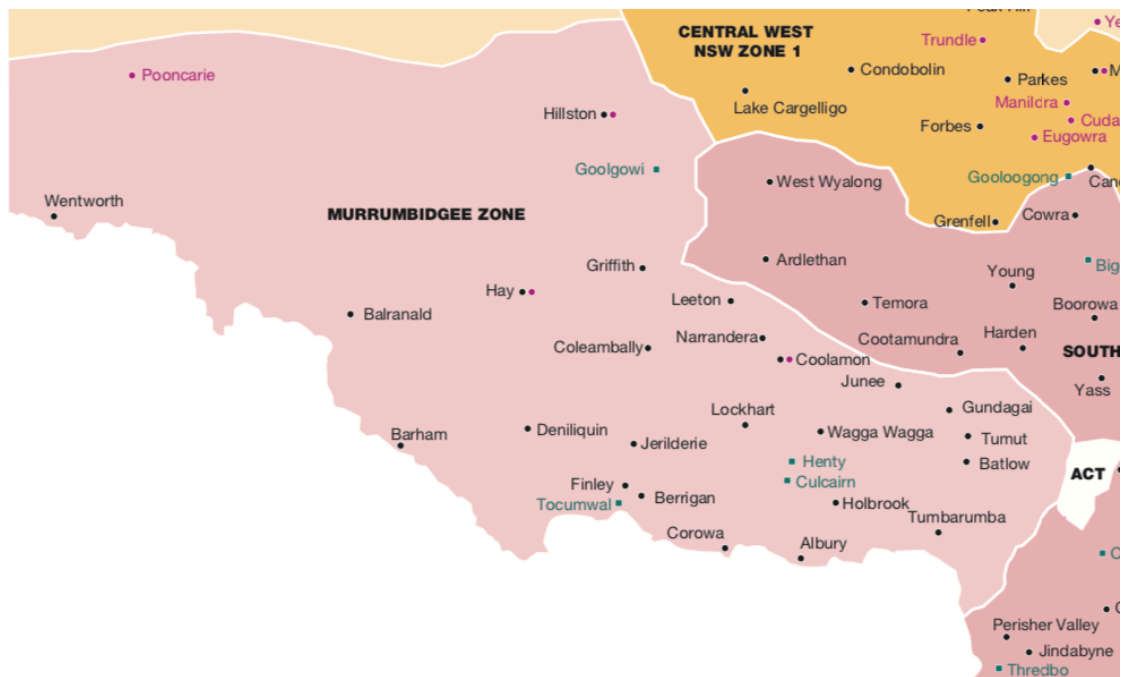 CENTRAL WEST
NSW ZONE 1
Trundle
Pooncarie
Condobolin
Parkes
Lake Cargelligo
Manildra
Hillston
Forbes
Eugowra
Goolgowi
West Wyalong
Gooloogong
Wentworth
MURRUMBIDGEE ZONE
Grenfell
Cowra
Griffith
Ardlethan
Young
Hay
Leeton
Temora
Boorowa
Balranald
Narrandera
Cootamundra
Harden
Coleambally
Coolamon
SOUTH
Junee
Yass
Lockhart
Gundagai
Barham
Deniliquin
Jerilderie
Wagga Wagga
Tumut
Henty
Batlow
ACT
Finley
Culcairn
Tocumwal
Berrigan
Holbrook
Tumbarumba
Corowa
Albury
Perisher Valley
Jindabyne
Thredbo